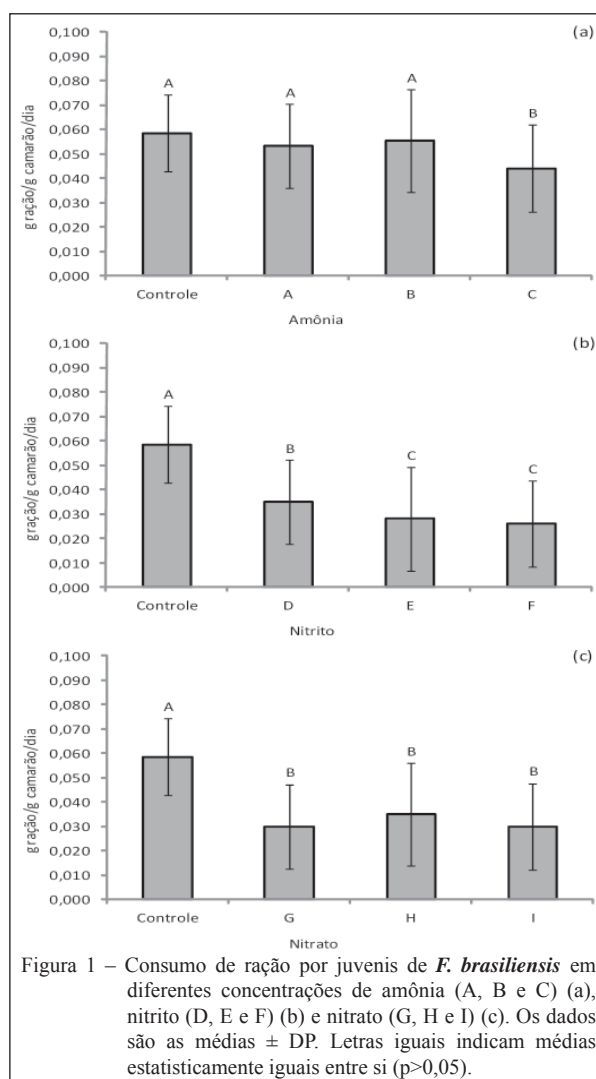 (a)
g ração/g camarão/dia
0,100
0,090
0,080
0,070
0,060
0,050
0,040
0,030
0,020
0,010
0,000
A
A
A
B
Controle A B C
Amônia
(b)
g ração/g camarão/dia
0,100
0,090
0,080
0,070
0,060
0,050
0,040
0,030
0,020
0,010
0,000
A
B
C
C
Controle D E F
Nitrito
(c)
g ração/g camarão/dia
0,100
0,090
0,080
0,070
0,060
0,050
0,040
0,030
0,020
0,010
0,000
A
B
B
B
Controle G H I
Nitrato
Figura 1 – Consumo de ração por juvenis de F. brasiliensis em
diferentes concentrações de amônia (A, B e C) (a),
nitrito (D, E e F) (b) e nitrato (G, H e I) (c). Os dados
são as médias ± DP. Letras iguais indicam médias
estatisticamente iguais entre si (p>0,05).